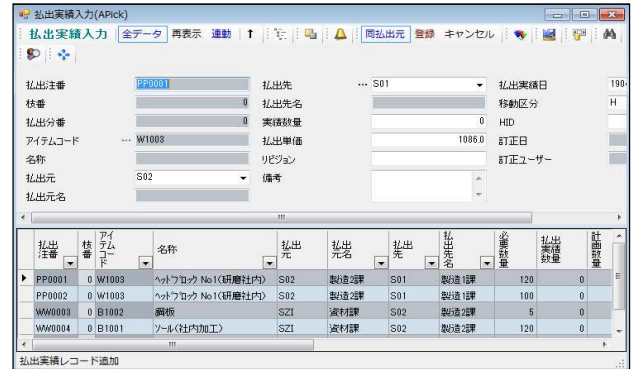 払出実績入力(APick)
払出実績入力 全データ 再表示 連動 同払出元 登録 キャンセル
払出注番 PP0001 払出先 ... S01 払出実績日 190
枝番 0 払出先名 移動区分 H
払出分番 0 実績数量 0 HID
アイテムコード ... W1003 払出単価 1086.0 訂正日
名称 リビジョン 訂正ユーザー
払出元 S02 備考
払出元名
払出注番 枝番 アイテムコード 名称 払出元 払出元名 払出先 払出先名 必要数量 払出実績数量 計画数量
PP0001 0 W1003 ヘッドブロック No1(研磨社内) S02 製造2課 S01 製造1課 120 0
PP0002 0 W1003 ヘッドブロック No1(研磨社内) S02 製造2課 S01 製造1課 100 0
WW0003 0 B1002 鋼板 SZI 資材課 S02 製造2課 5 0
WW0004 0 B1001 ソール(社内加工) SZI 資材課 S02 製造2課 120 0
払出実績レコード追加